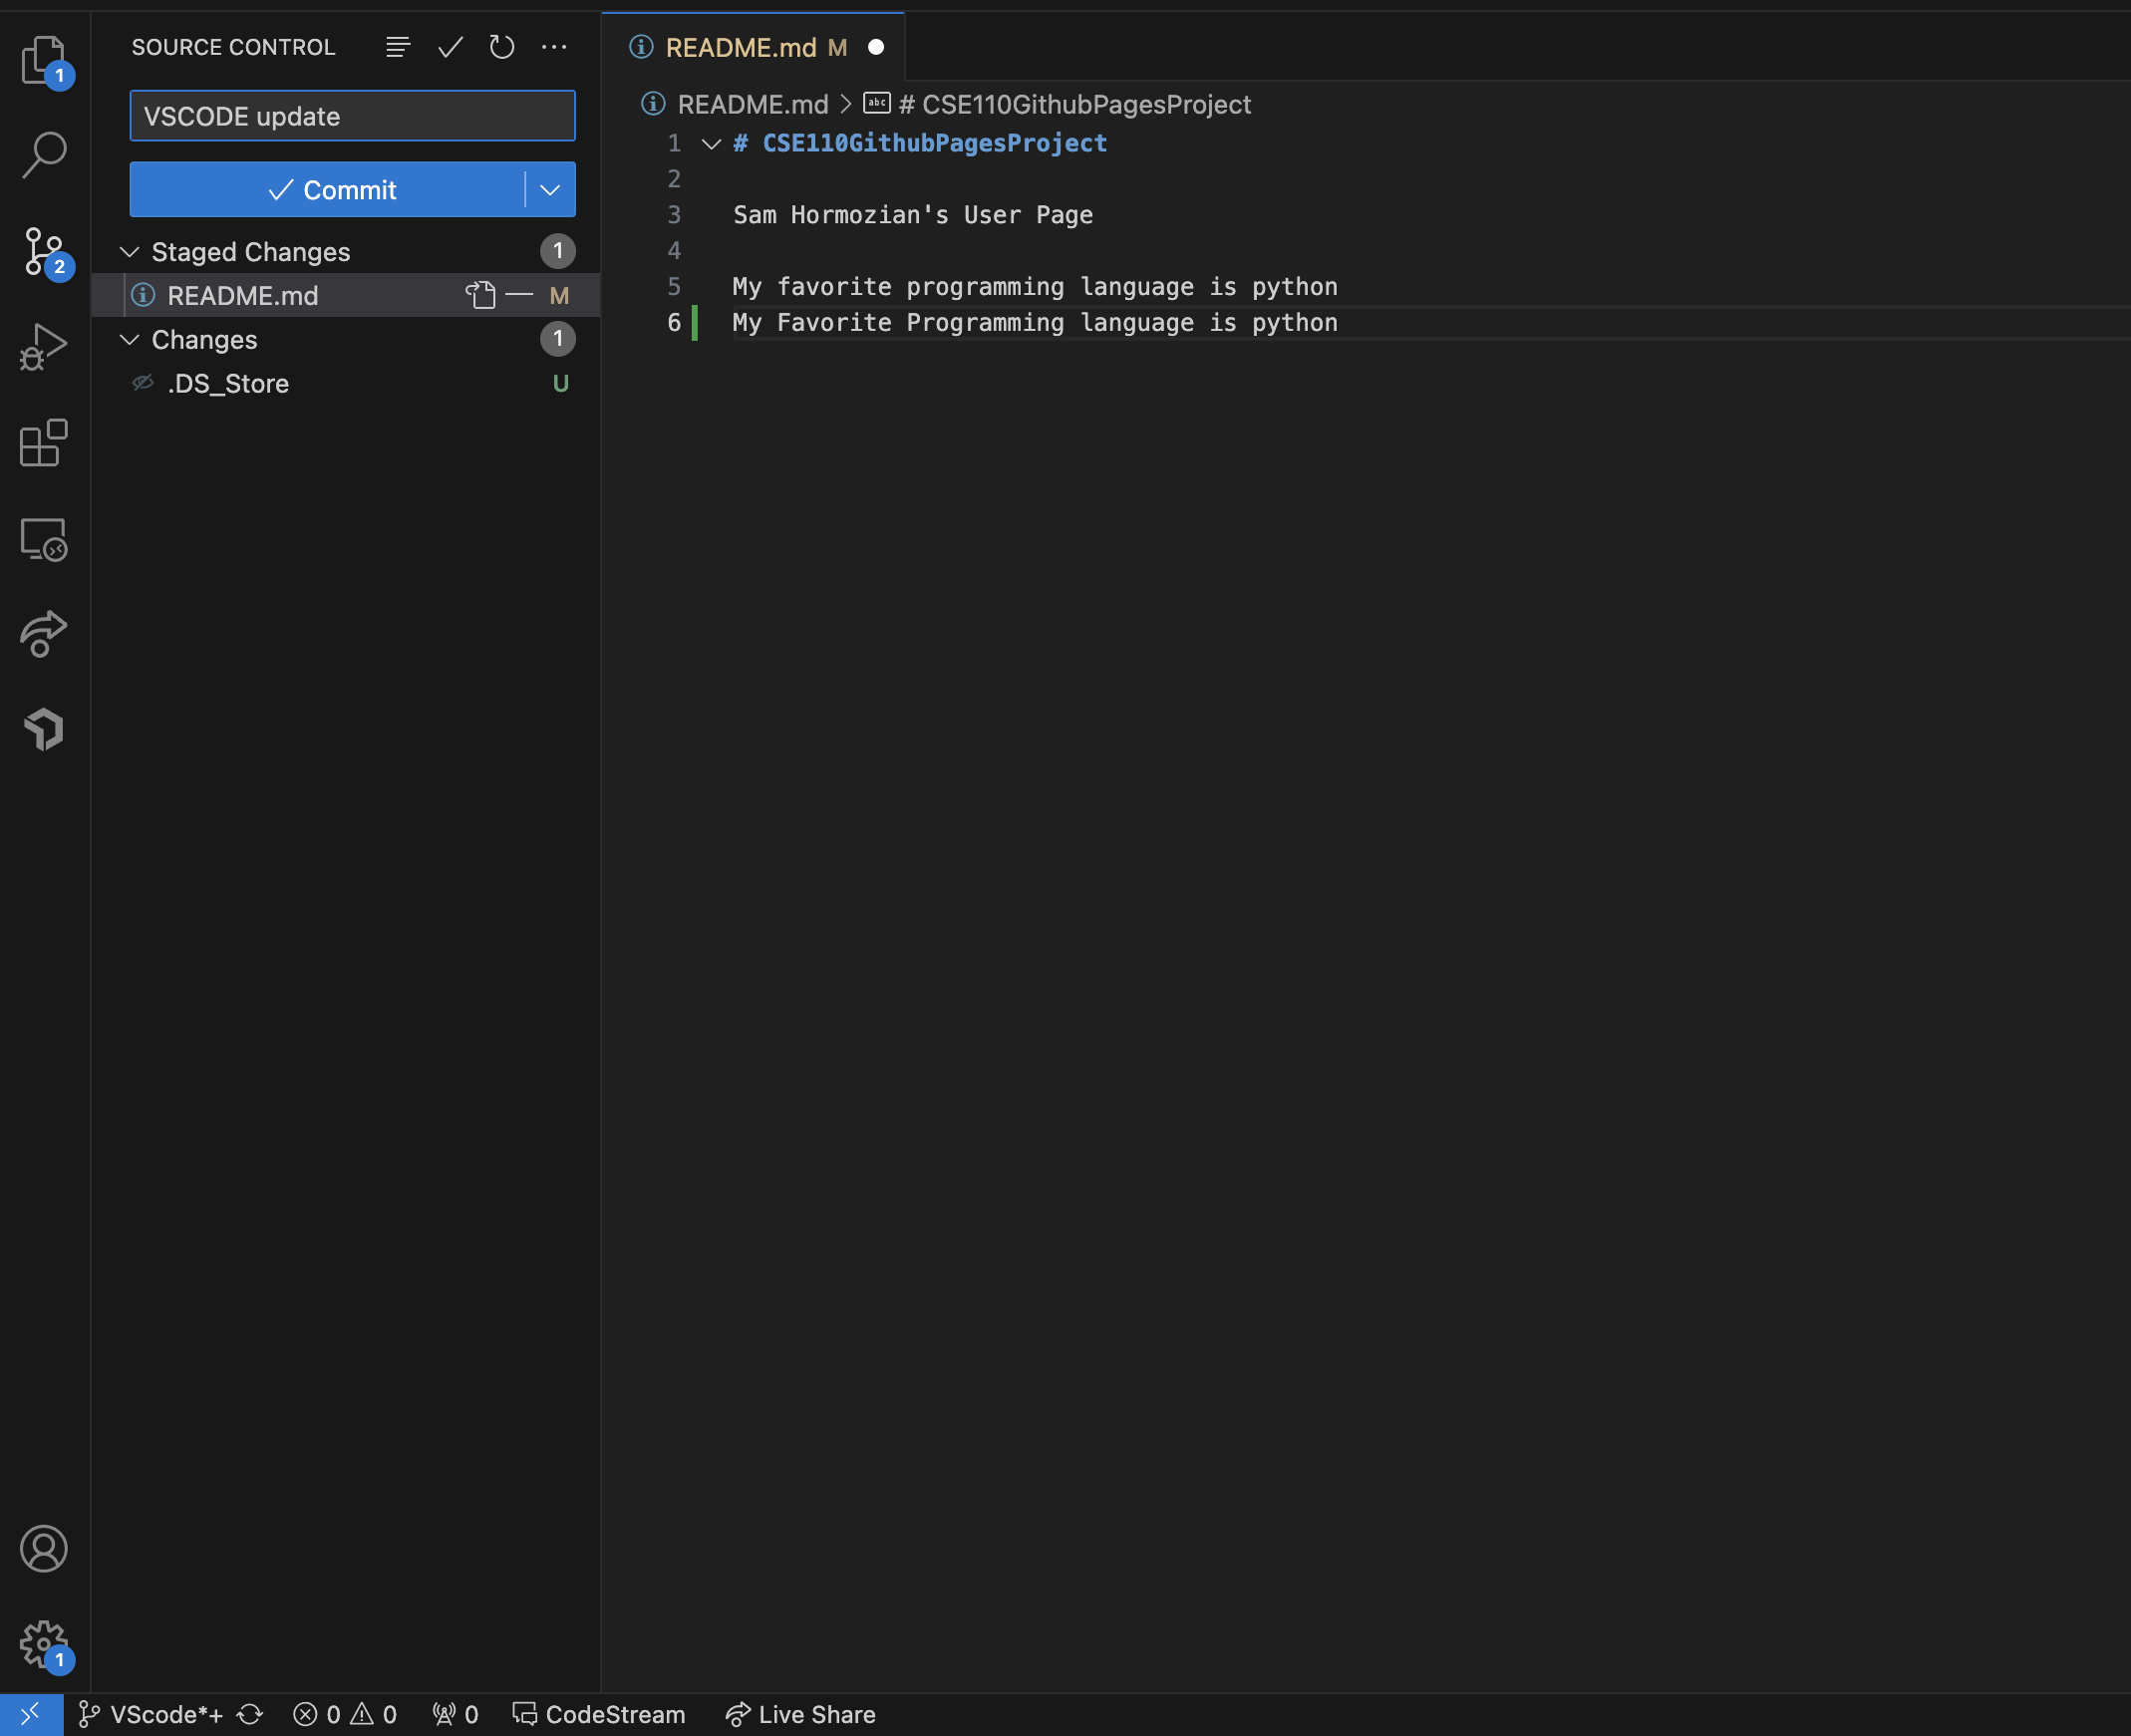 SOURCE CONTROL
VSCODE update
Commit
Staged Changes 1
README.md M
Changes 1
.DS_Store U
1
2
1
README.md M
README.md > abc # CSE110GithubPagesProject
1 # CSE110GithubPagesProject
2
3 Sam Hormozian's User Page
4
5 My favorite programming language is python
6 My Favorite Programming language is python
VScode*+ 0 0 0 CodeStream Live Share